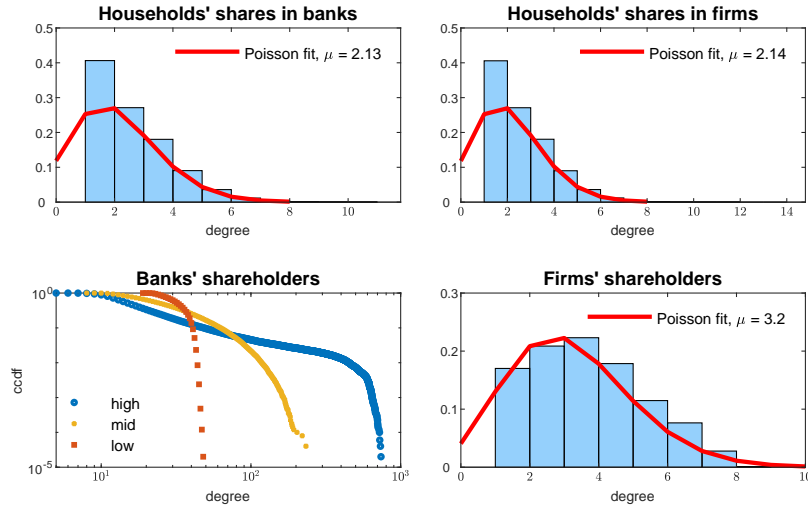 Households' shares in banks
0.5
0.4
0.3
0.2
0.1
0
Poisson fit, μ = 2.13
0 2 4 6 8 10
degree
Households' shares in firms
0.5
0.4
0.3
0.2
0.1
0
Poisson fit, μ = 2.14
0 2 4 6 8 10 12 14
degree
Banks' shareholders
10^0
ccdf
high
mid
low
10^-5
10^1 10^2 10^3
degree
Firms' shareholders
0.3
0.2
0.1
0
Poisson fit, μ = 3.2
0 2 4 6 8 10
degree